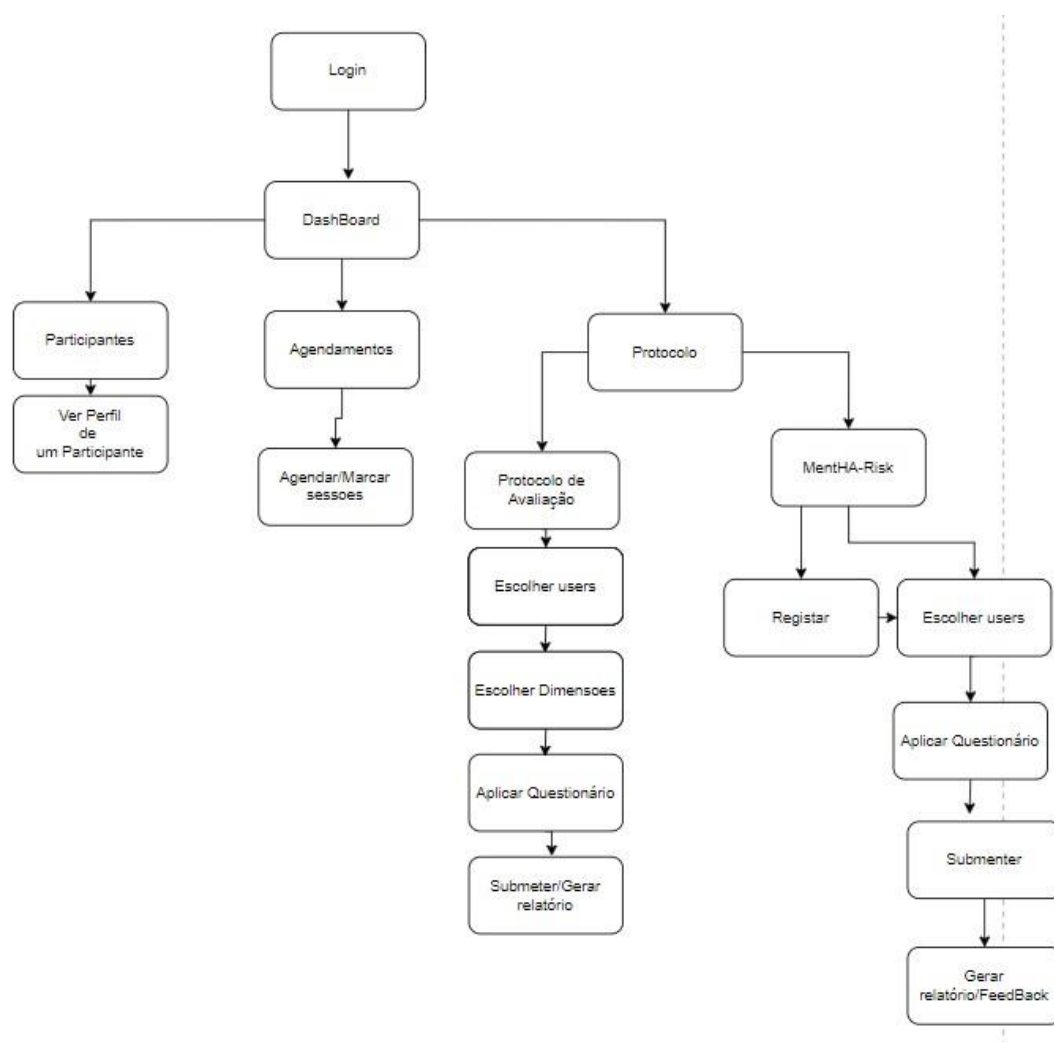 Login
DashBoard
Participantes
Agendamentos
Protocolo
Ver Perfil
de
um Participante
Agendar/Marcar
sessoes
Protocolo de
Avaliação
MentHA-Risk
Escolher users
Registar
Escolher users
Escolher Dimensoes
Aplicar Questionário
Aplicar Questionário
Submeter/Gerar
relatório
Submenter
Gerar
relatório/FeedBack